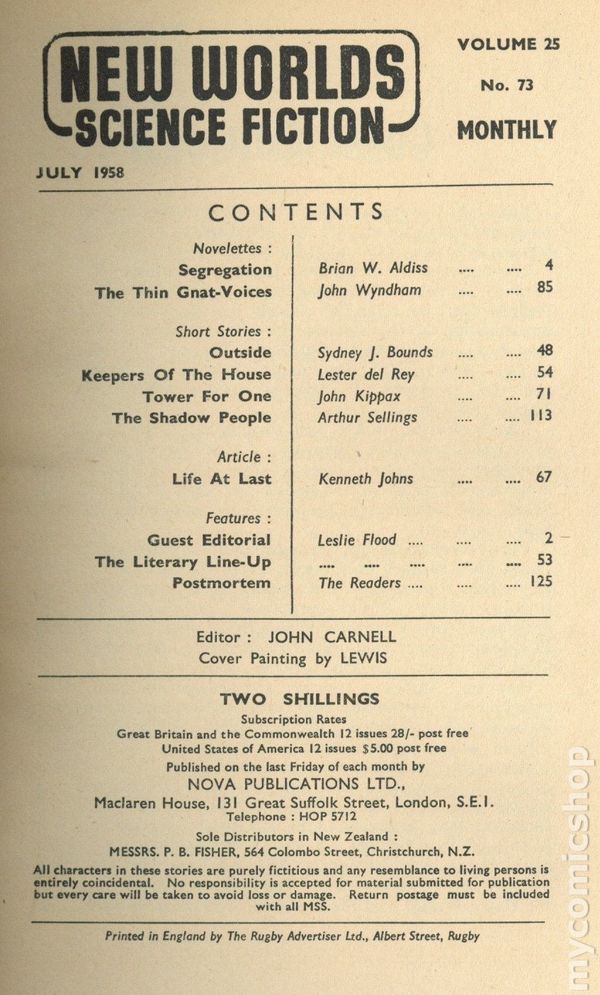 NEW WORLDS
SCIENCE FICTION
VOLUME 25
No. 73
MONTHLY
JULY 1958
CONTENTS
Novelettes :
Segregation Brian W. Aldiss .... .... 4
The Thin Gnat-Voices John Wyndham .... .... 85
Short Stories :
Outside Sydney J. Bounds .... .... 48
Keepers Of The House Lester del Rey .... .... 54
Tower For One John Kippax .... .... 71
The Shadow People Arthur Sellings .... .... 113
Article :
Life At Last Kenneth Johns .... .... 67
Features :
Guest Editorial Leslie Flood .... .... .... 2
The Literary Line-Up .... .... .... .... .... 53
Postmortem The Readers .... .... .... 125
Editor : JOHN CARNELL
Cover Painting by LEWIS
TWO SHILLINGS
Subscription Rates
Great Britain and the Commonwealth 12 issues 28/- post free
United States of America 12 issues $5.00 post free
Published on the last Friday of each month by
NOVA PUBLICATIONS LTD.,
Maclaren House, 131 Great Suffolk Street, London, S.E.1.
Telephone : HOP 5712
Sole Distributors in New Zealand :
MESSRS. P. B. FISHER, 564 Colombo Street, Christchurch, N.Z.
All characters in these stories are purely fictitious and any resemblance to living persons is
entirely coincidental. No responsibility is accepted for material submitted for publication
but every care will be taken to avoid loss or damage. Return postage must be included
with all MSS.
Printed in England by The Rugby Advertiser Ltd., Albert Street, Rugby
mycomicshop